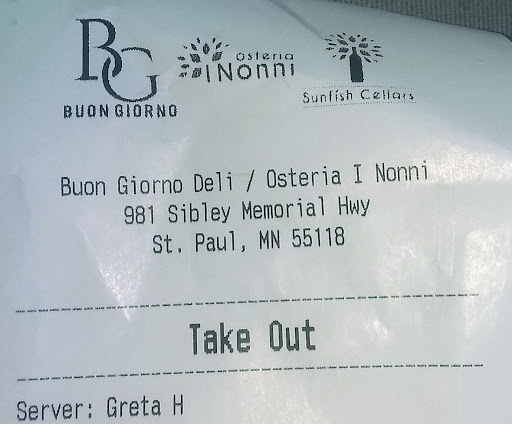 BG
BUON GIORNO
Osteria
I Nonni
Sunfish Cellars
Buon Giorno Deli / Osteria I Nonni
981 Sibley Memorial Hwy
St. Paul, MN 55118
Take Out
Server: Greta H